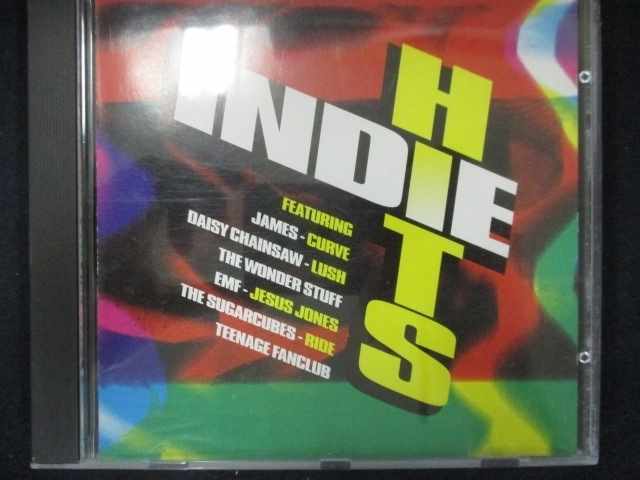 INDIE
HITS
FEATURING
JAMES - CURVE
DAISY CHAINSAW - LUSH
THE WONDER STUFF
EMF - JESUS JONES
THE SUGARCUBES - RIDE
TEENAGE FANCLUB